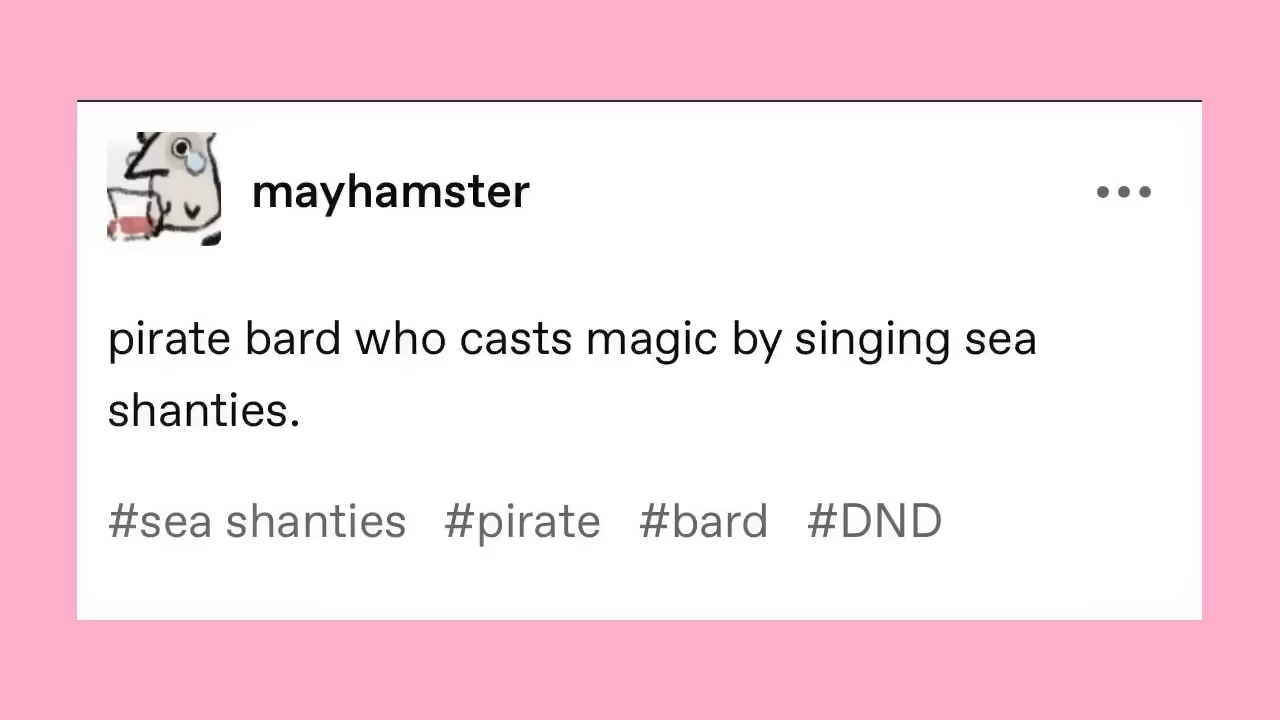 mayhamster
pirate bard who casts magic by singing sea
shanties.
#sea shanties #pirate #bard #DND